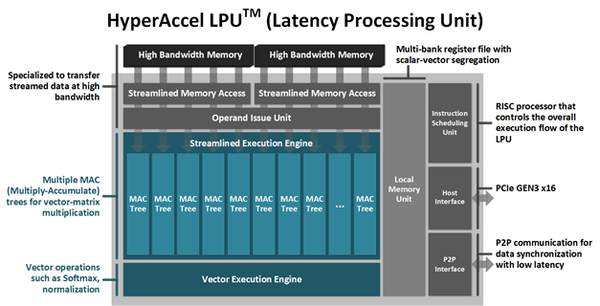 HyperAccel LPU™ (Latency Processing Unit)
High Bandwidth Memory
High Bandwidth Memory
Multi-bank register file with
scalar-vector segregation
Specialized to transfer
streamed data at high
bandwidth
Streamlined Memory Access
Streamlined Memory Access
Operand Issue Unit
Streamlined Execution Engine
Multiple MAC
(Multiply-Accumulate)
trees for vector-matrix
multiplication
MAC
Tree
MAC
Tree
MAC
Tree
MAC
Tree
MAC
Tree
MAC
Tree
MAC
Tree
MAC
Tree
...
MAC
Tree
Vector operations
such as Softmax,
normalization
Vector Execution Engine
Local
Memory
Unit
Instruction
Scheduling
Unit
RISC processor that
controls the overall
execution flow of the
LPU
Host
Interface
PCIe GEN3 x16
P2P
Interface
P2P communication for
data synchronization
with low latency